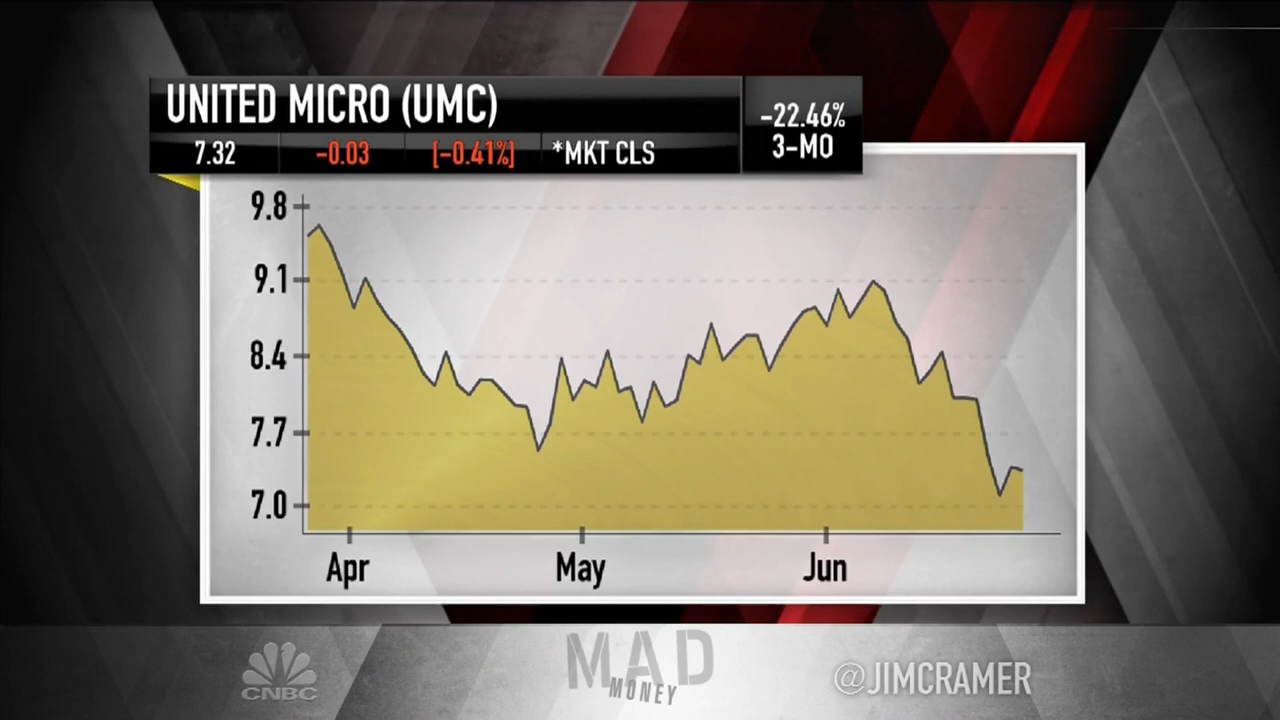 UNITED MICRO (UMC)
7.32 -0.03 [-0.41%] *MKT CLS
-22.46%
3-MO
9.8
9.1
8.4
7.7
7.0
Apr May Jun
CNBC
MAD
MONEY
@JIMCRAMER